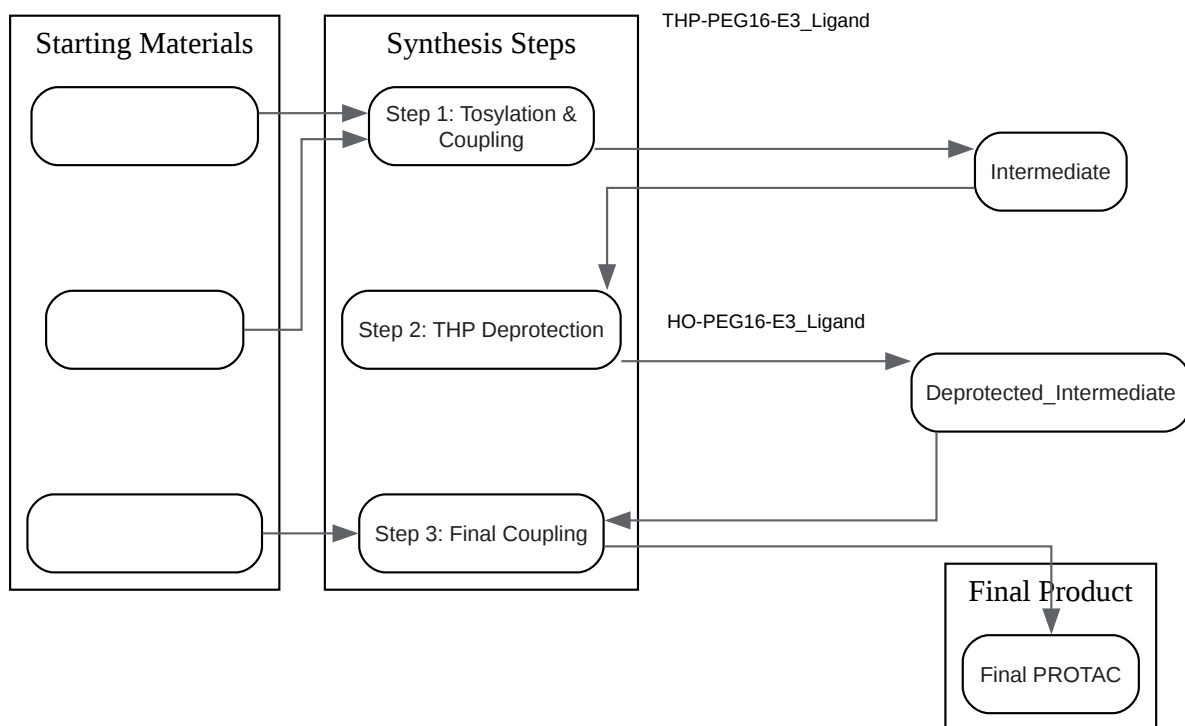 THP-PEG16-E3_Ligand
Starting Materials
Synthesis Steps
Step 1: Tosylation &
Coupling
Intermediate
Step 2: THP Deprotection
HO-PEG16-E3_Ligand
Deprotected_Intermediate
Step 3: Final Coupling
Final Product
Final PROTAC